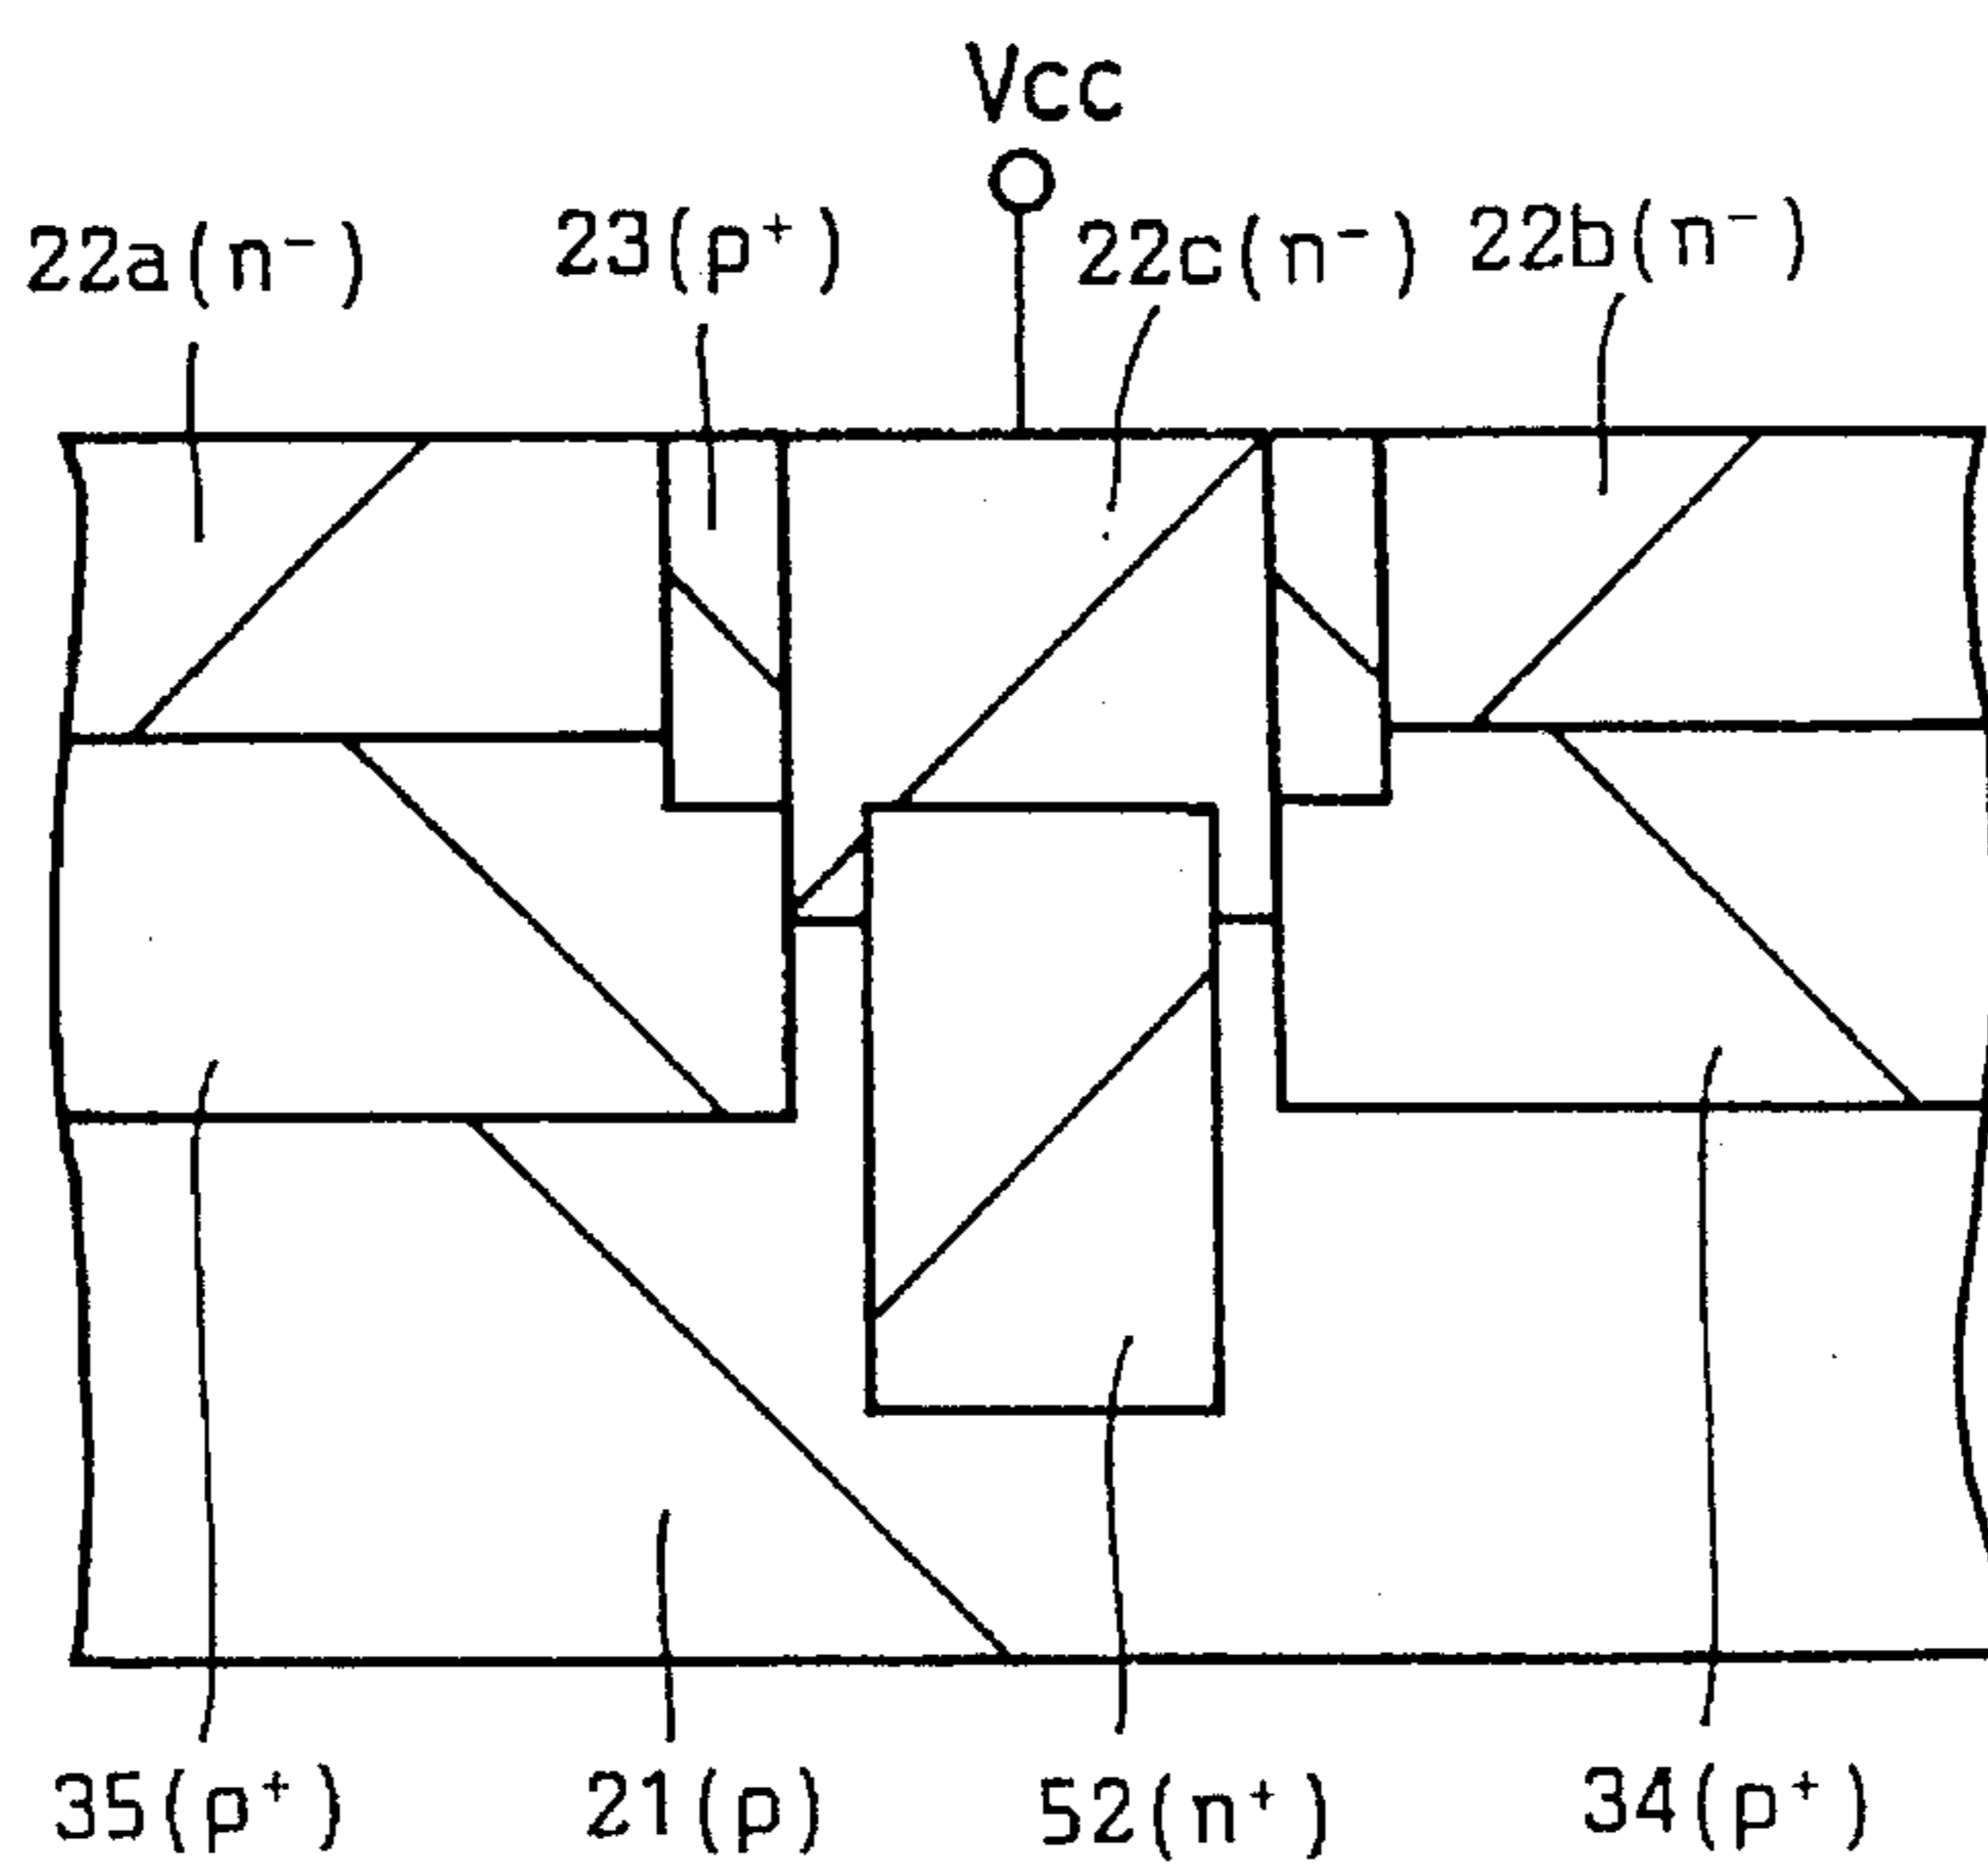 Vcc
22a(n⁻) 23(p⁺) 22c(n⁻) 22b(n⁻)
35(p⁺) 21(p) 52(n⁺) 34(p⁺)